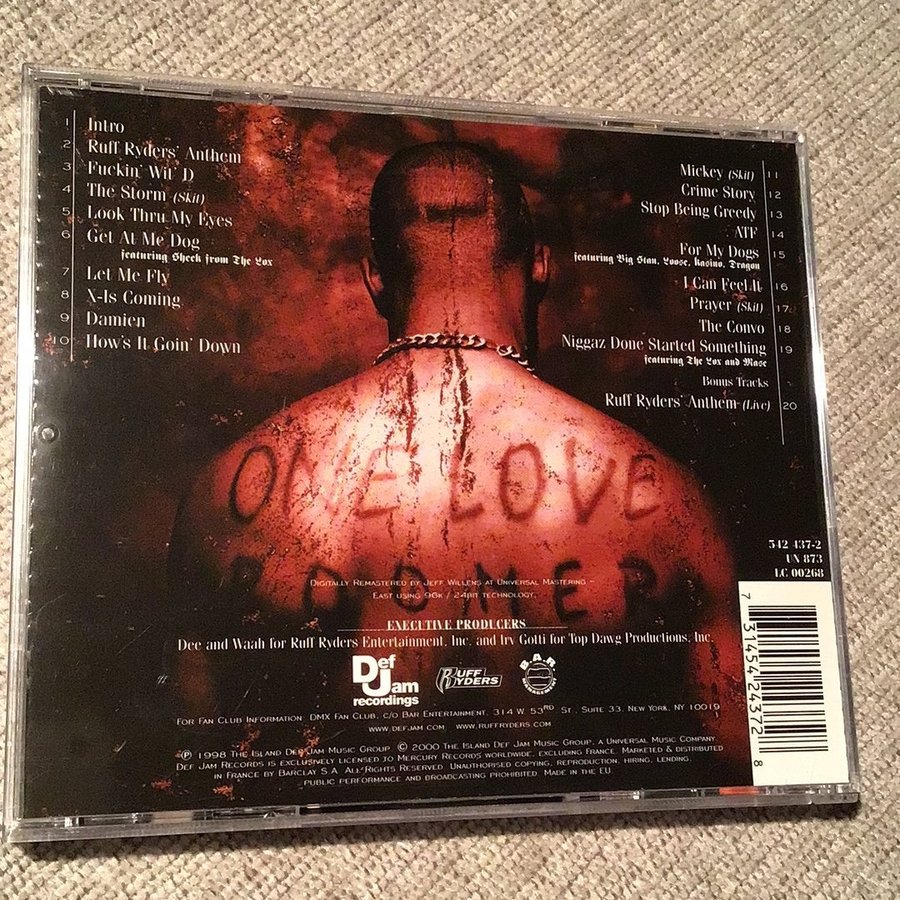 1 Intro
2 Ruff Ryders' Anthem
3 Fuckin' Wit' D
4 The Storm (Skit)
5 Look Thru My Eyes
6 Get At Me Dog
featuring Sheek from The Lox
7 Let Me Fly
8 X-Is Coming
9 Damien
10 How's It Goin' Down
Mickey (Skit) 11
Crime Story 12
Stop Being Greedy 13
ATF 14
For My Dogs 15
featuring Big Stan, Loose, Kasino, Dragon
I Can Feel It 16
Prayer (Skit) 17
The Convo 18
Niggaz Done Started Something 19
featuring The Lox and Mase
Bonus Tracks
Ruff Ryders' Anthem (Live) 20
ONE LOVE
BOOMER
542 437-2
UN 873
LC 00268
Digitally Remastered by Jeff Willens at Universal Mastering –
East using 96k / 24bit technology.
EXECUTIVE PRODUCERS
Dee and Waah for Ruff Ryders Entertainment, Inc. and Irv Gotti for Top Dawg Productions, Inc.
Def Jam recordings
RUFF RYDERS
BAR MANAGEMENT
For Fan Club Information: DMX Fan Club, c/o Bar Entertainment, 314 W 53RD St., Suite 33, New York, NY 10019
www.defjam.com www.ruffryders.com
℗ 1998 The Island Def Jam Music Group © 2000 The Island Def Jam Music Group, a Universal Music Company.
Def Jam Records is exclusively licensed to Mercury Records worldwide, excluding France. Marketed & distributed
in France by Barclay S.A. All Rights Reserved. Unauthorised copying, reproduction, hiring, lending,
public performance and broadcasting prohibited. Made in the EU
7 31454 24372 8